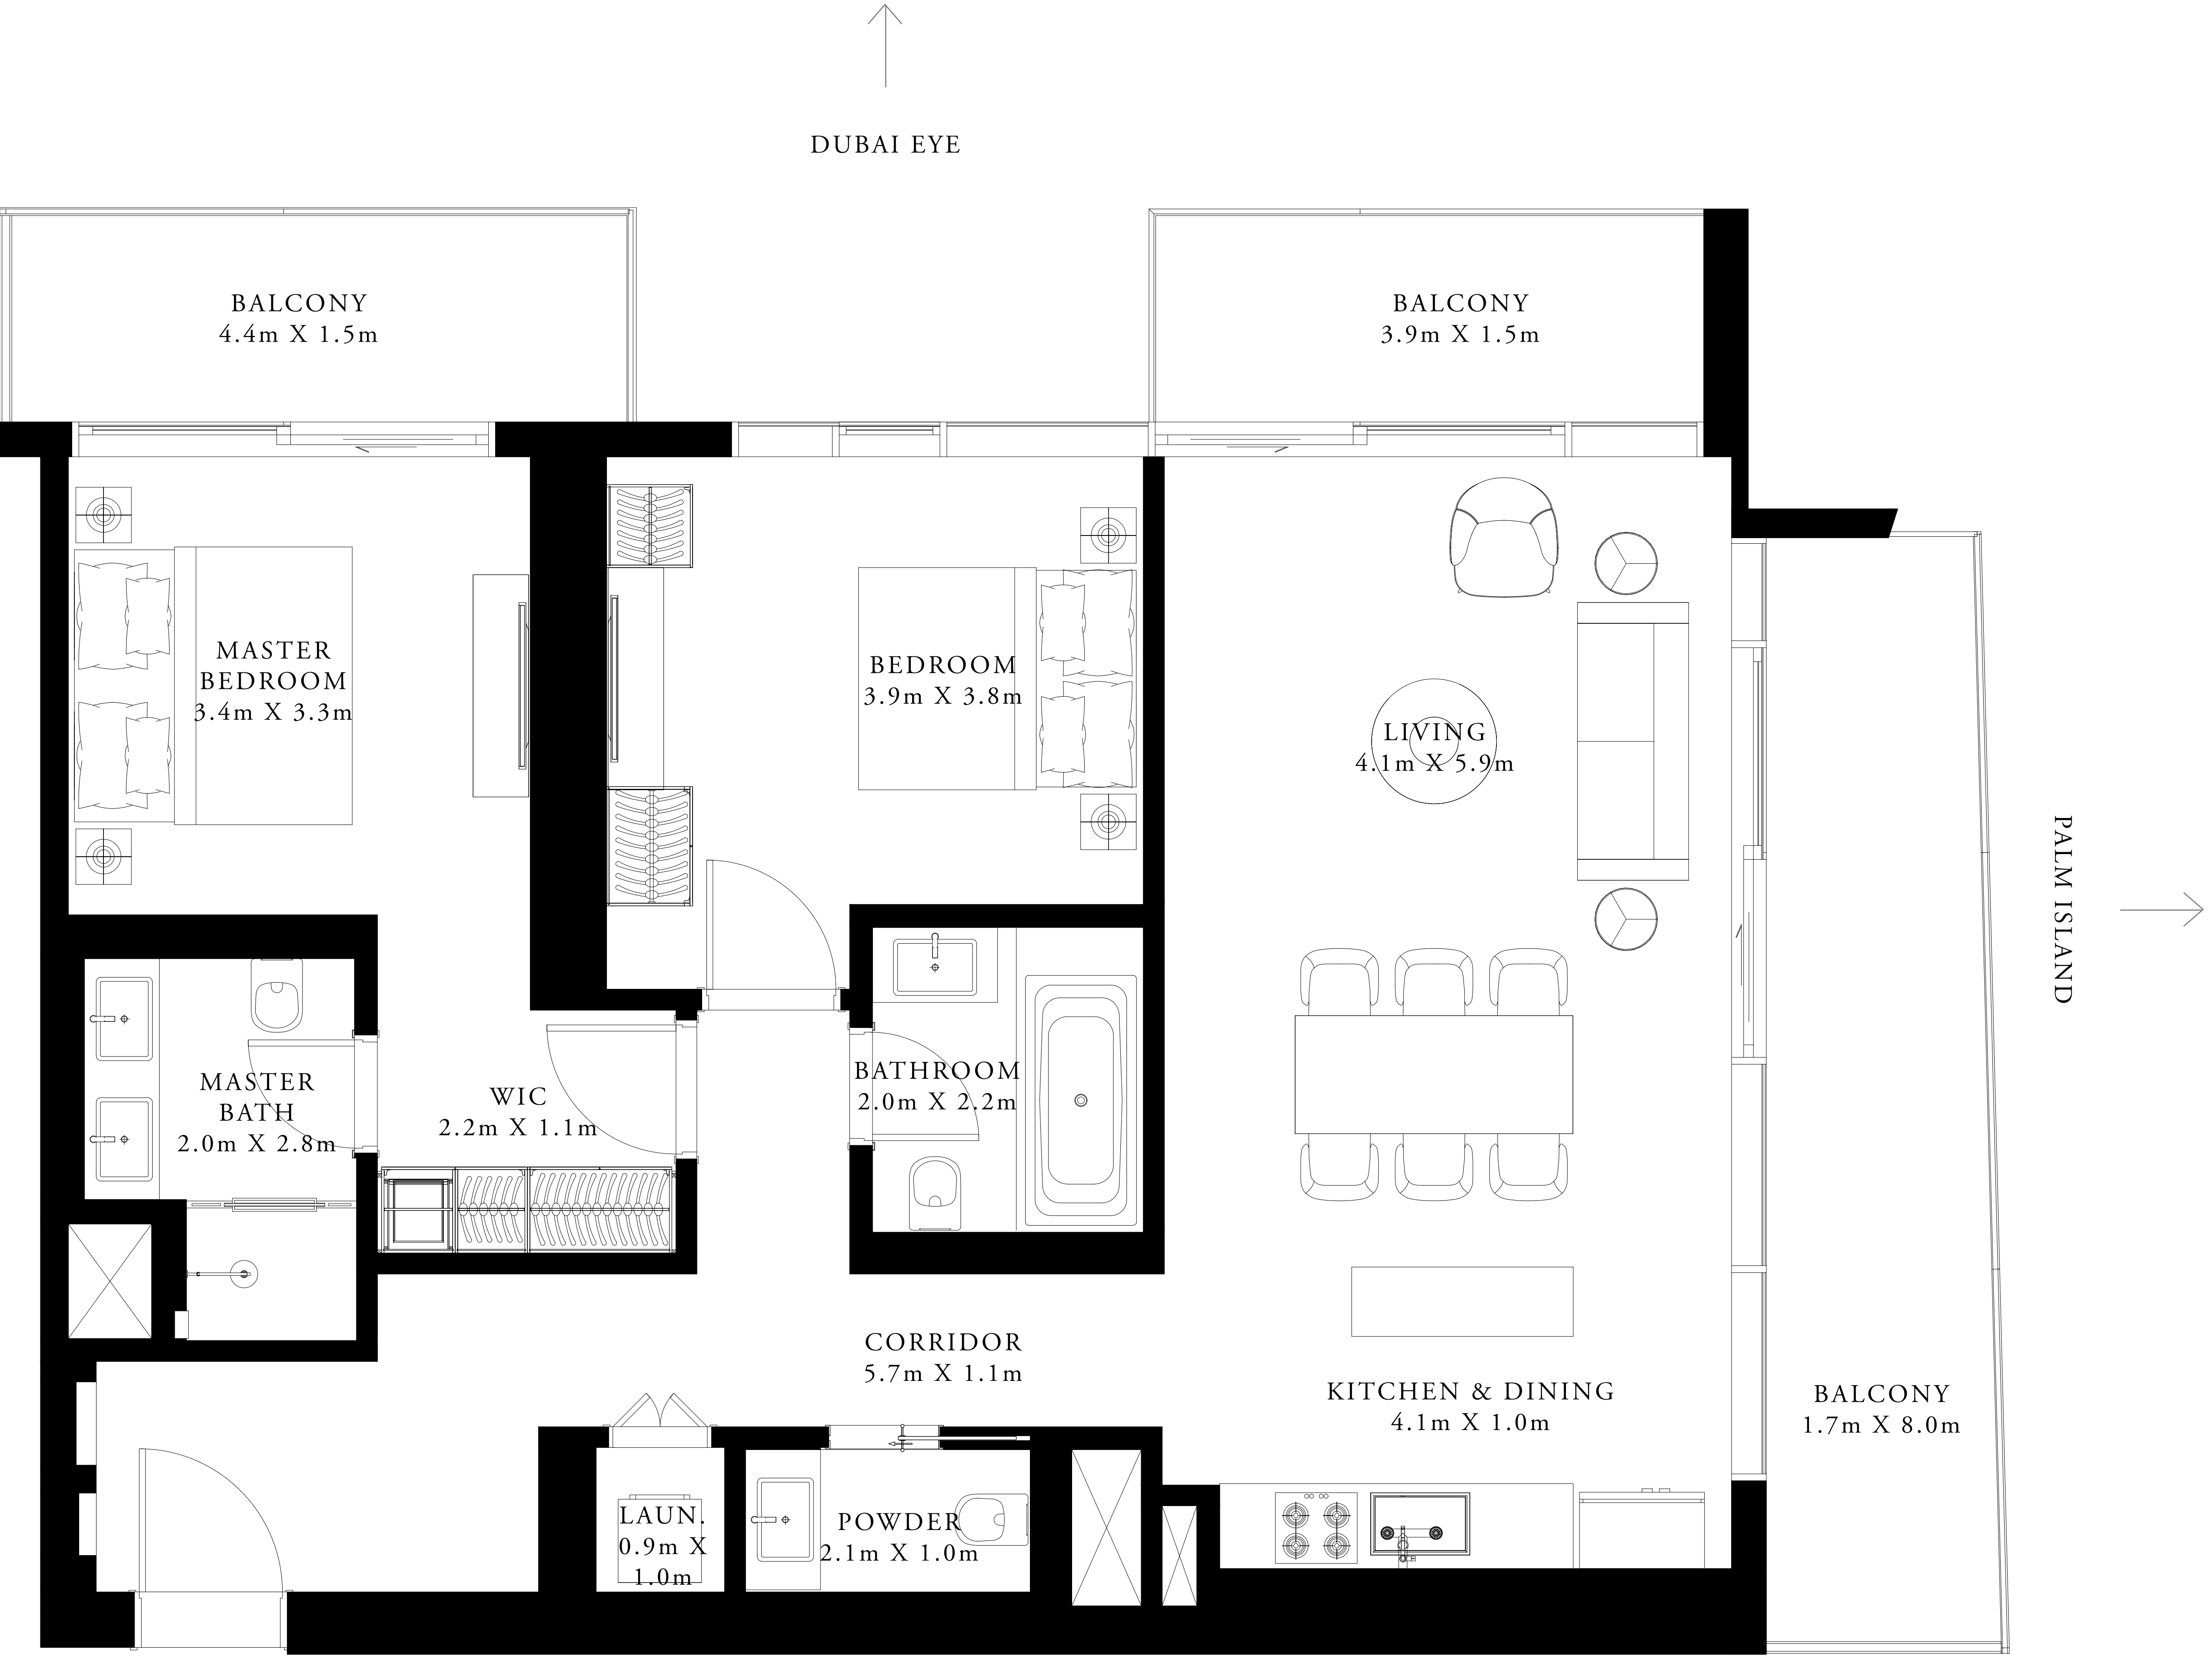 DUBAI EYE
BALCONY
4.4m X 1.5m
BALCONY
3.9m X 1.5m
MASTER
BEDROOM
3.4m X 3.3m
BEDROOM
3.9m X 3.8m
LIVING
4.1m X 5.9m
PALM ISLAND
MASTER
BATH
2.0m X 2.8m
WIC
2.2m X 1.1m
BATHROOM
2.0m X 2.2m
CORRIDOR
5.7m X 1.1m
KITCHEN & DINING
4.1m X 1.0m
BALCONY
1.7m X 8.0m
LAUN.
0.9m X
1.0m
POWDER
2.1m X 1.0m